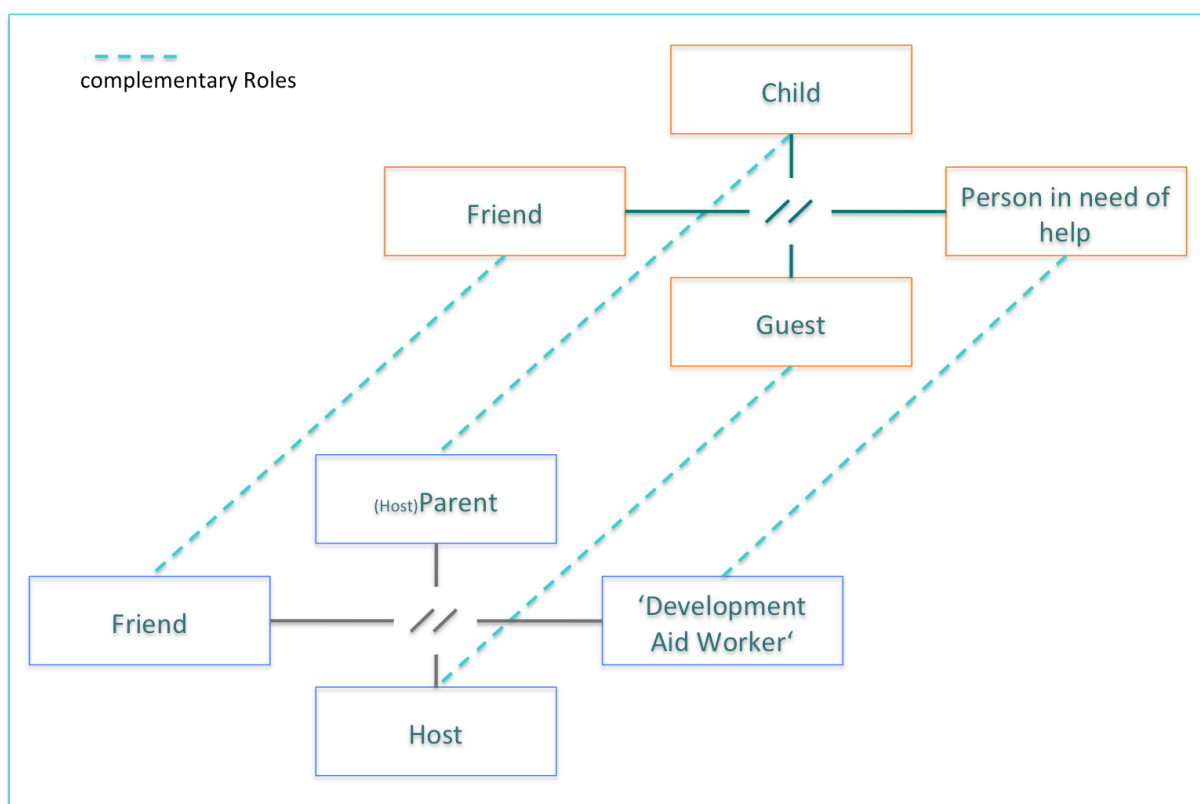 complementary Roles
Child
Friend
Person in need of
help
Guest
(Host)Parent
Friend
‘Development
Aid Worker‘
Host